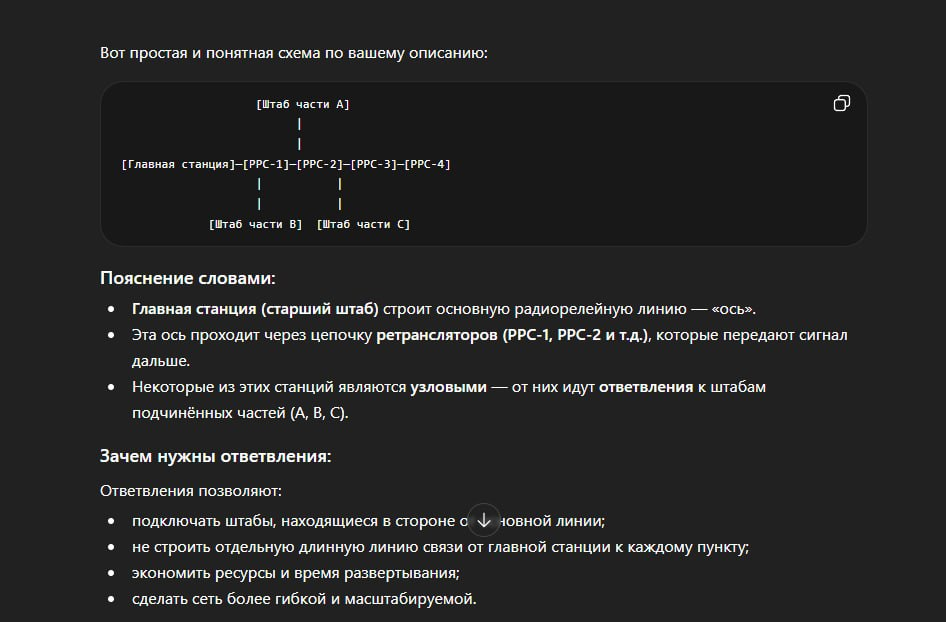 Вот простая и понятная схема по вашему описанию:
[Штаб части A]
|
|
[Главная станция]—[РРС-1]—[РРС-2]—[РРС-3]—[РРС-4]
| |
| |
[Штаб части B] [Штаб части C]
Пояснение словами:
• Главная станция (старший штаб) строит основную радиорелейную линию — «ось».
• Эта ось проходит через цепочку ретрансляторов (РРС-1, РРС-2 и т.д.), которые передают сигнал
дальше.
• Некоторые из этих станций являются узловыми — от них идут ответвления к штабам
подчинённых частей (A, B, C).
Зачем нужны ответвления:
Ответвления позволяют:
• подключать штабы, находящиеся в стороне о новной линии;
• не строить отдельную длинную линию связи от главной станции к каждому пункту;
• экономить ресурсы и время развертывания;
• сделать сеть более гибкой и масштабируемой.